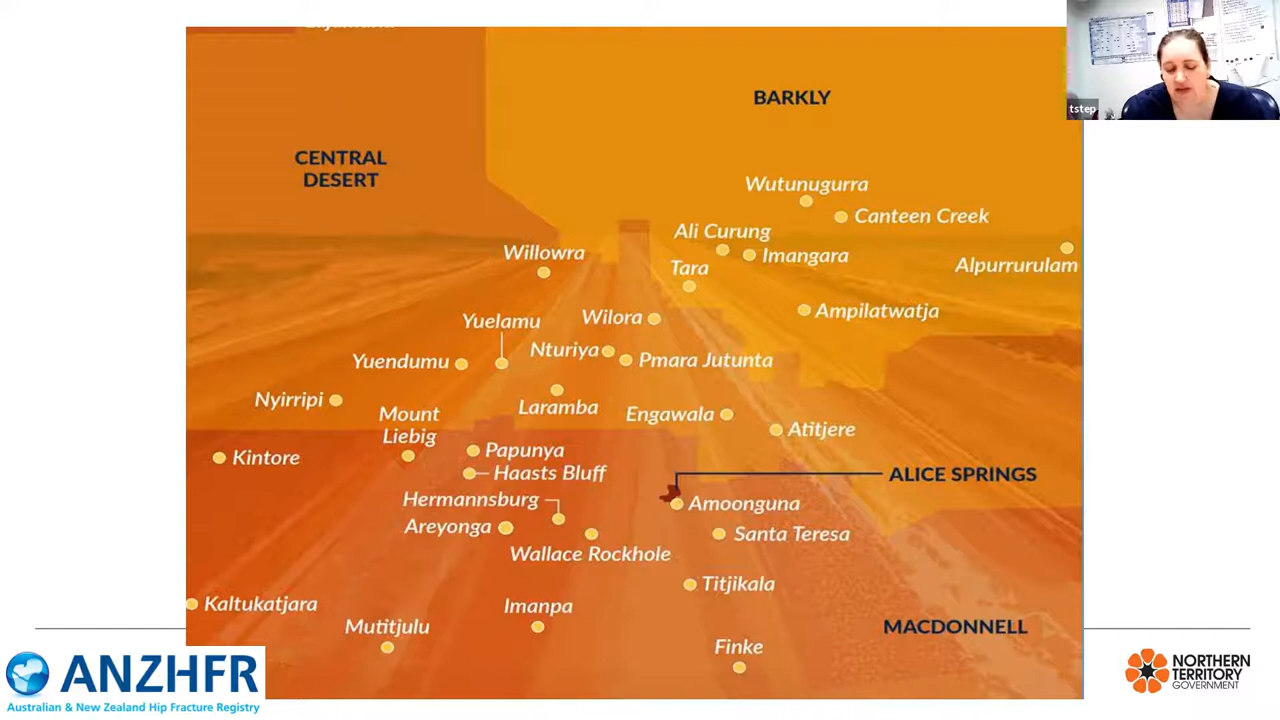 tstep
BARKLY
CENTRAL
DESERT
Wutunugurra
Canteen Creek
Ali Curung
Imangara
Willowra
Tara
Alpurrurulam
Ampilatwatja
Wilora
Yuelamu
Nturiya
Pmara Jutunta
Yuendumu
Nyirripi
Laramba
Mount
Liebig
Engawala
Atitjere
Papunya
Kintore
Haasts Bluff
ALICE SPRINGS
Hermannsburg
Amoonguna
Areyonga
Santa Teresa
Wallace Rockhole
Titjikala
Kaltukatjara
Imanpa
Mutitjulu
MACDONNELL
Finke
ANZHFR
Australian & New Zealand Hip Fracture Registry
NORTHERN
TERRITORY
GOVERNMENT